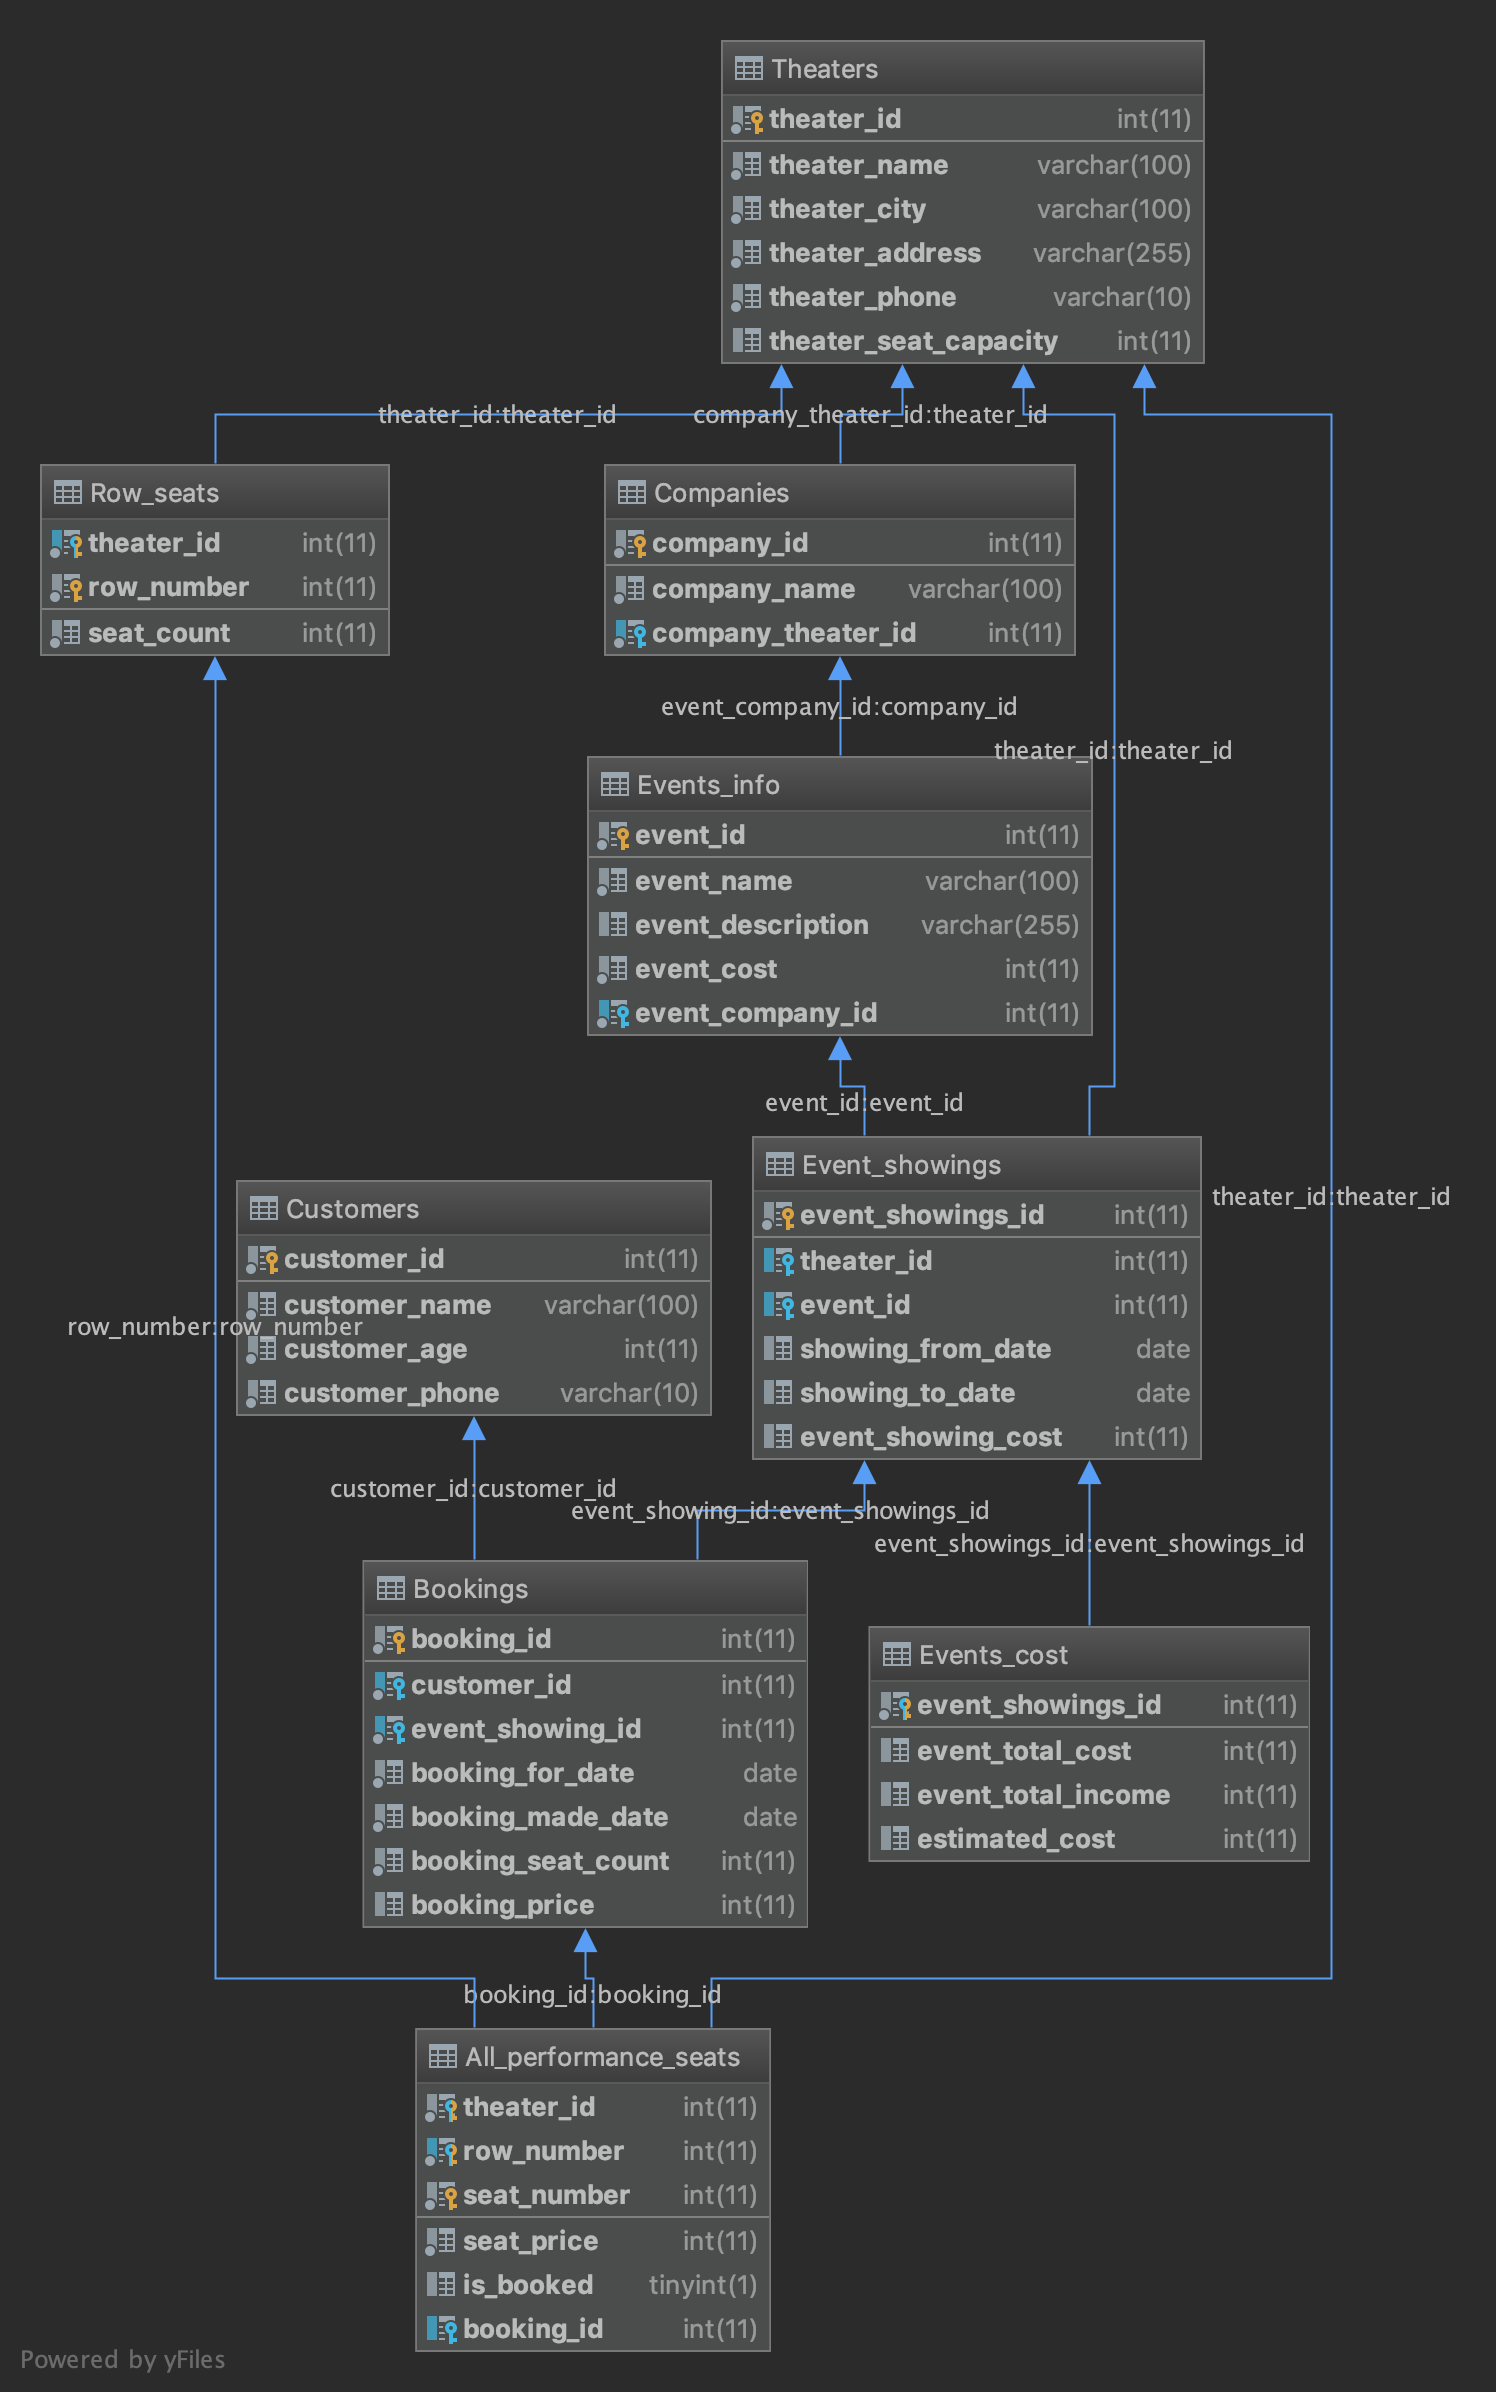 Theaters
theater_id int(11)
theater_name varchar(100)
theater_city varchar(100)
theater_address varchar(255)
theater_phone varchar(10)
theater_seat_capacity int(11)
theater_id:theater_id
company_theater_id:theater_id
Row_seats
theater_id int(11)
row_number int(11)
seat_count int(11)
Companies
company_id int(11)
company_name varchar(100)
company_theater_id int(11)
event_company_id:company_id
theater_id:theater_id
Events_info
event_id int(11)
event_name varchar(100)
event_description varchar(255)
event_cost int(11)
event_company_id int(11)
event_id:event_id
Event_showings
event_showings_id int(11)
theater_id int(11)
event_id int(11)
showing_from_date date
showing_to_date date
event_showing_cost int(11)
theater_id:theater_id
Customers
customer_id int(11)
customer_name varchar(100)
customer_age int(11)
customer_phone varchar(10)
row_number:row_number
customer_id:customer_id
event_showing_id:event_showings_id
event_showings_id:event_showings_id
Bookings
booking_id int(11)
customer_id int(11)
event_showing_id int(11)
booking_for_date date
booking_made_date date
booking_seat_count int(11)
booking_price int(11)
Events_cost
event_showings_id int(11)
event_total_cost int(11)
event_total_income int(11)
estimated_cost int(11)
booking_id:booking_id
All_performance_seats
theater_id int(11)
row_number int(11)
seat_number int(11)
seat_price int(11)
is_booked tinyint(1)
booking_id int(11)
Powered by yFiles